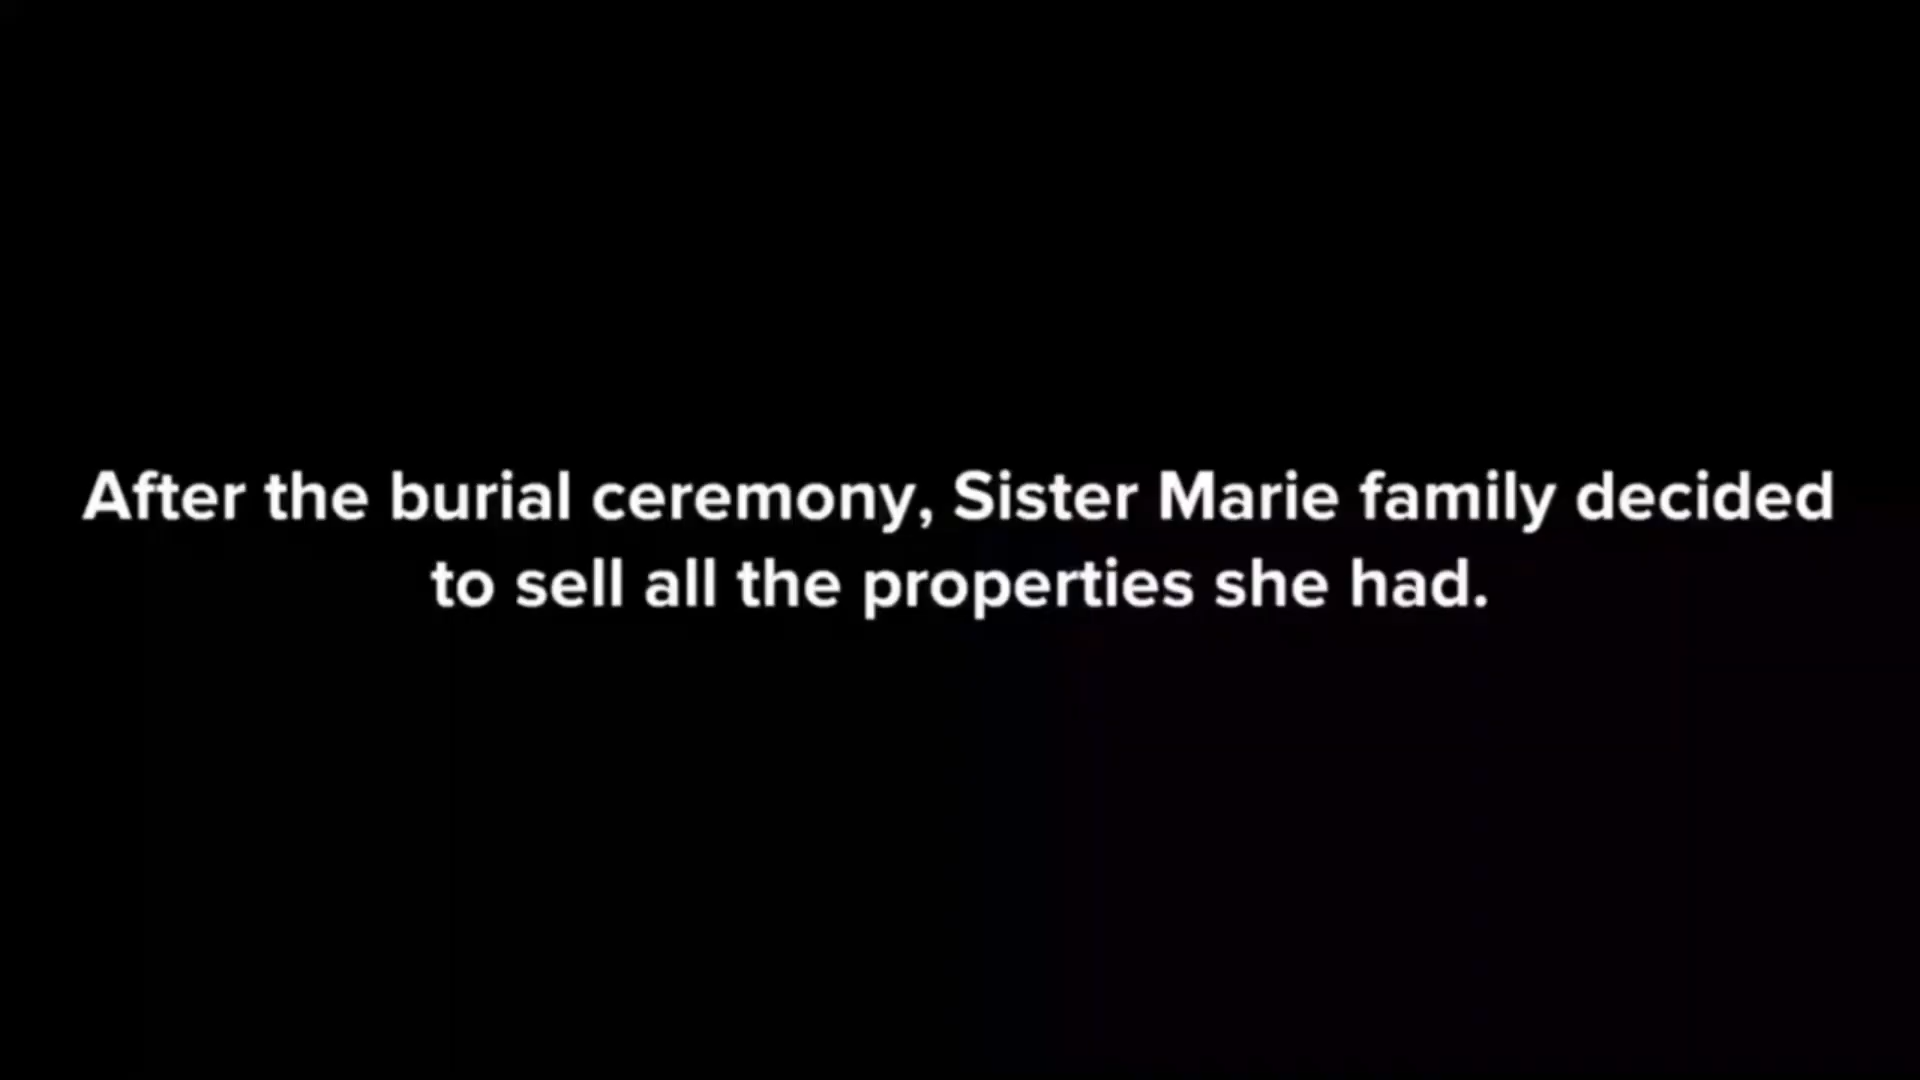 After the burial ceremony, Sister Marie family decided
to sell all the properties she had.